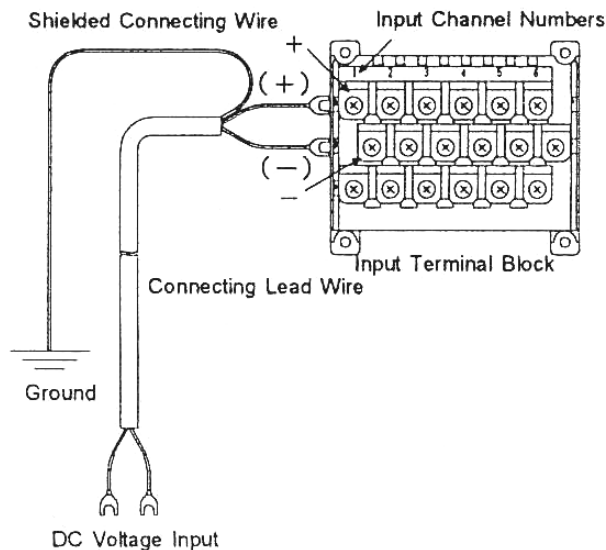 Shielded Connecting Wire
Input Channel Numbers
+
(+)
1 2 3 4 5 6
(-)
-
Input Terminal Block
Connecting Lead Wire
Ground
DC Voltage Input